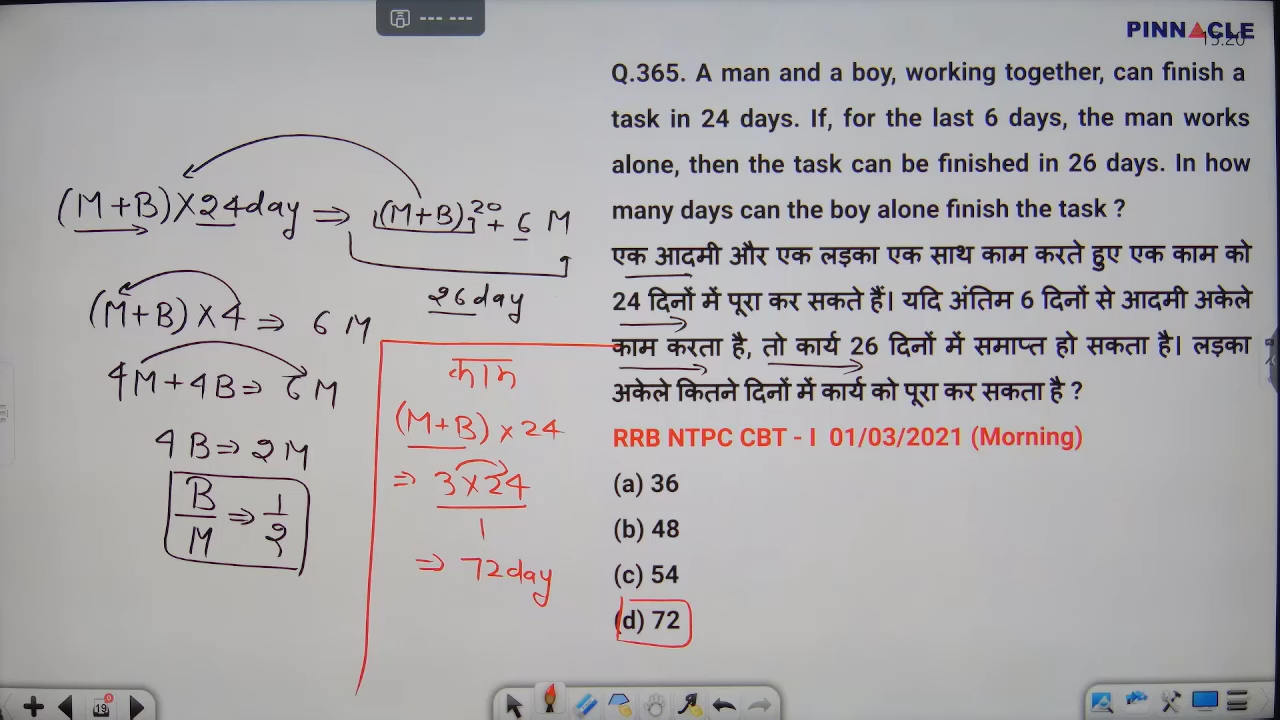 --- ---
PINNACLE
15:20
Q.365. A man and a boy, working together, can finish a
task in 24 days. If, for the last 6 days, the man works
alone, then the task can be finished in 26 days. In how
many days can the boy alone finish the task ?
एक आदमी और एक लड़का एक साथ काम करते हुए एक काम को
24 दिनों में पूरा कर सकते हैं। यदि अंतिम 6 दिनों से आदमी अकेले
काम करता है, तो कार्य 26 दिनों में समाप्त हो सकता है। लड़का
अकेले कितने दिनों में कार्य को पूरा कर सकता है ?
RRB NTPC CBT - I 01/03/2021 (Morning)
(a) 36
(b) 48
(c) 54
(d) 72
(M+B)×24day ⇒ (M+B)20 + 6 M
26day
(M+B)×4 ⇒ 6 M
4M+4B ⇒ 6M
4B ⇒ 2M
B/M ⇒ 1/2
काम
(M+B)×24
⇒ 3×24
1
⇒ 72day
19